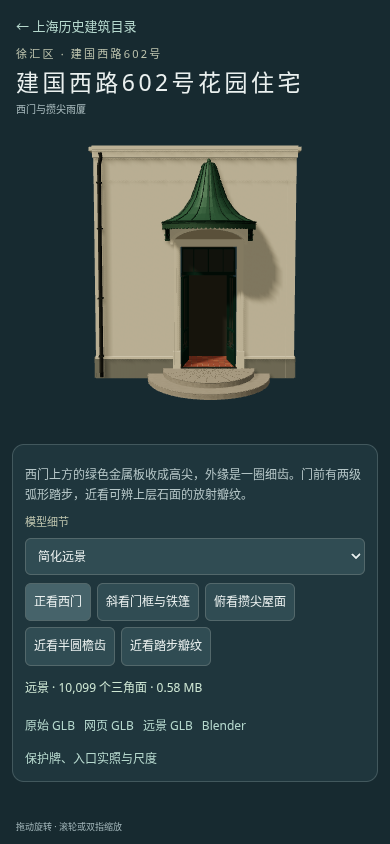 ← 上海历史建筑目录
徐汇区 · 建国西路602号
建国西路602号花园住宅
西门与攒尖雨厦
西门上方的绿色金属板收成高尖，外缘是一圈细齿。门前有两级
弧形踏步，近看可辨上层石面的放射瓣纹。
模型细节
简化远景
正看西门 斜看门框与铁篷 俯看攒尖屋面
近看半圆檐齿 近看踏步瓣纹
远景 · 10,099 个三角面 · 0.58 MB
原始 GLB 网页 GLB 远景 GLB Blender
保护牌、入口实照与尺度
拖动旋转 · 滚轮或双指缩放